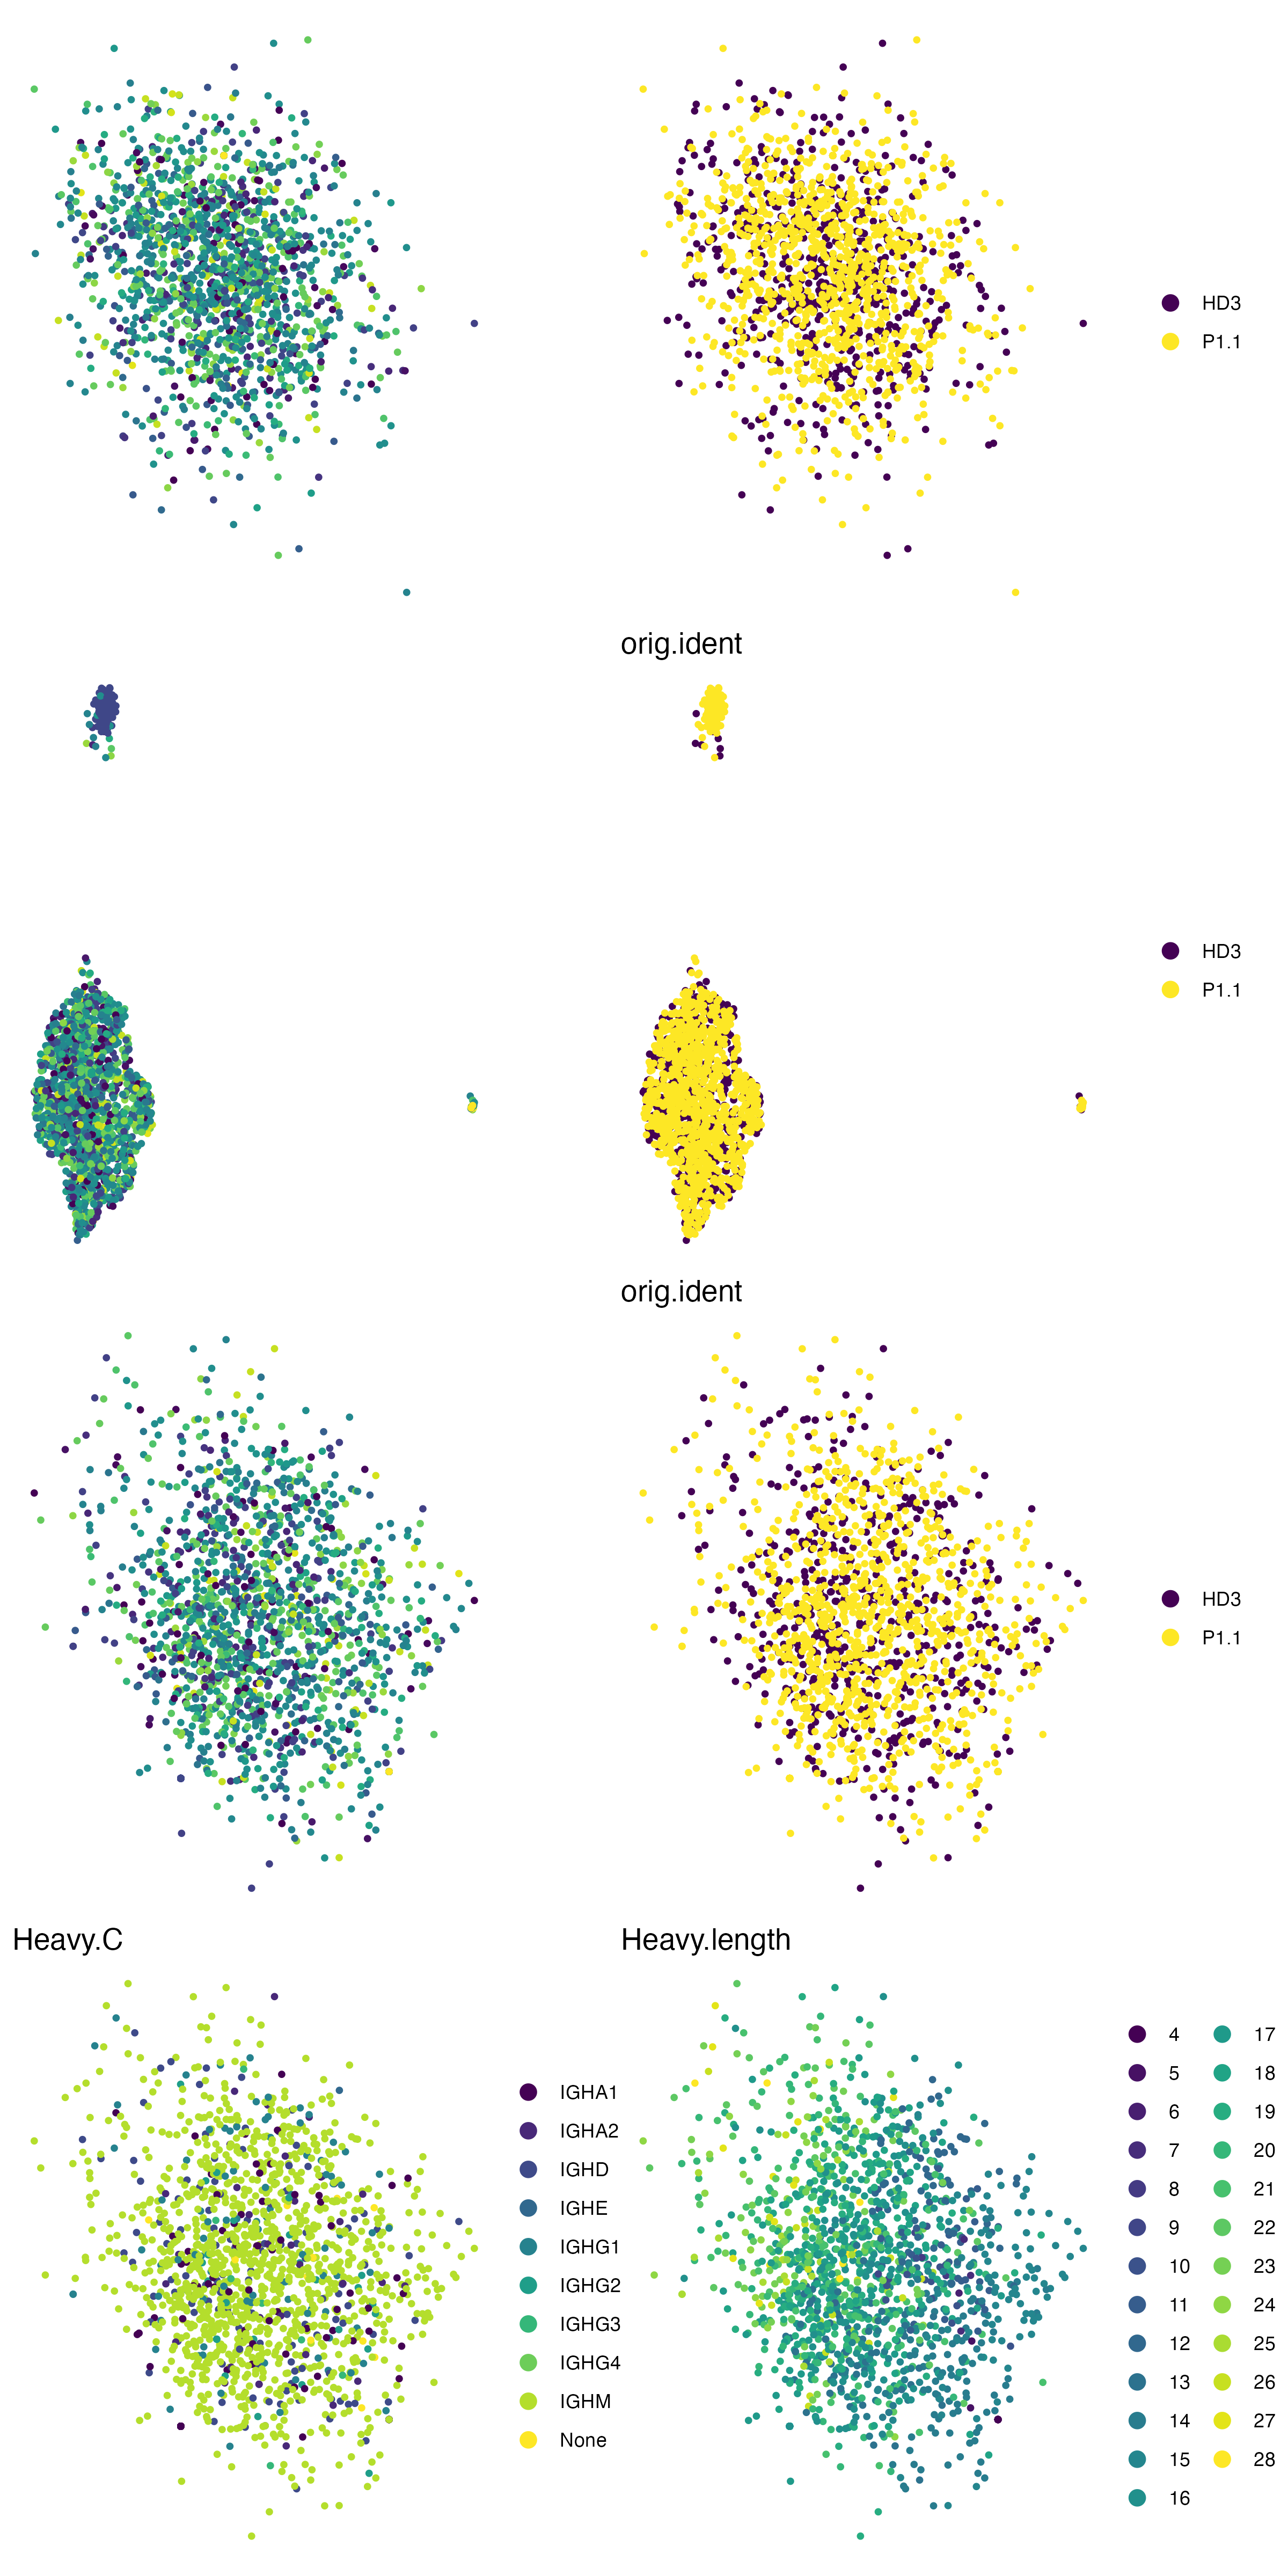 HD3
P1.1
orig.ident
HD3
P1.1
orig.ident
HD3
P1.1
Heavy.C
Heavy.length
IGHA1
IGHA2
IGHD
IGHE
IGHG1
IGHG2
IGHG3
IGHG4
IGHM
None
4 17
5 18
6 19
7 20
8 21
9 22
10 23
11 24
12 25
13 26
14 27
15 28
16